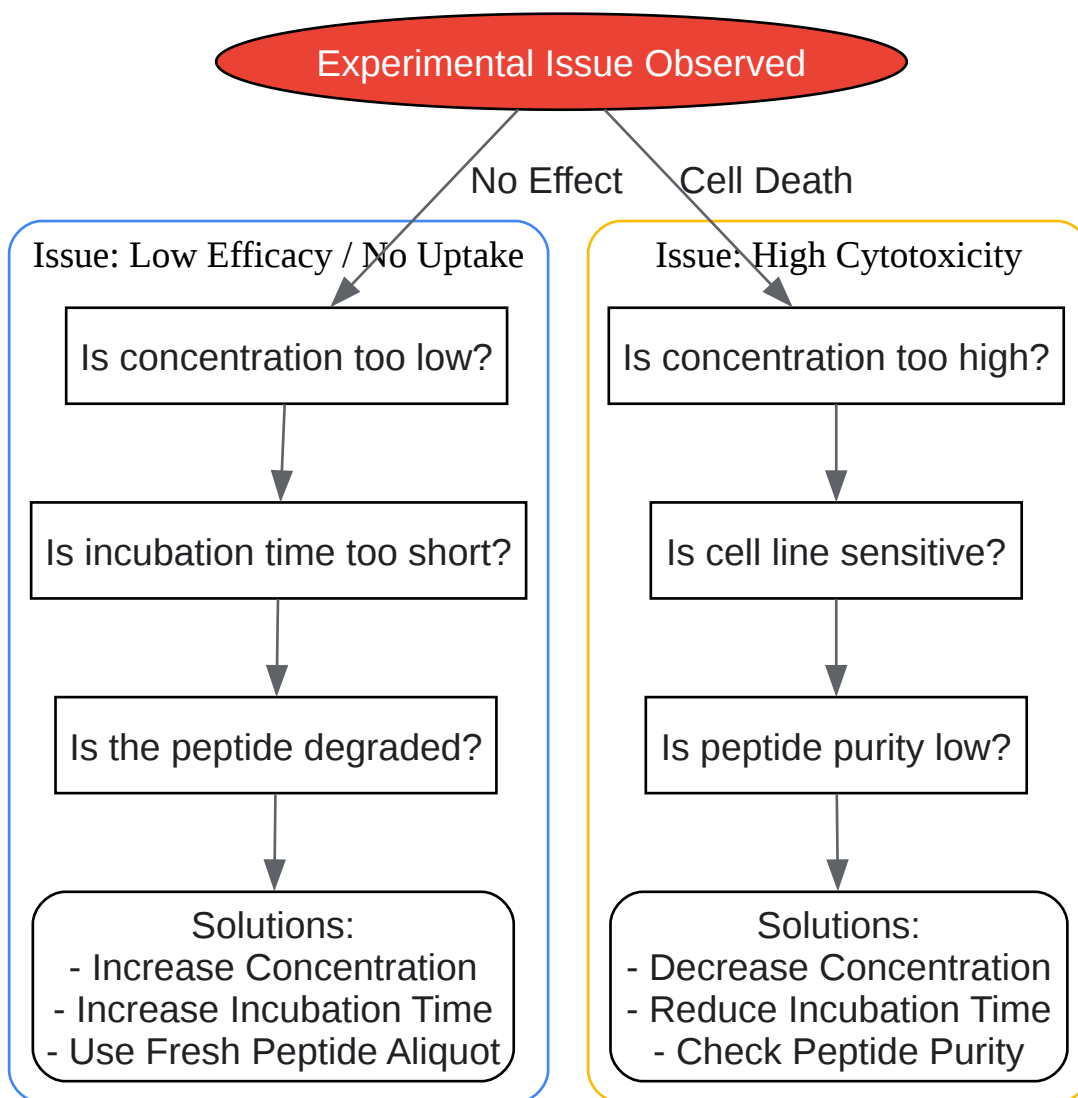 Experimental Issue Observed
No Effect
Cell Death
Issue: Low Efficacy / No Uptake
Is concentration too low?
Is incubation time too short?
Is the peptide degraded?
Solutions:
- Increase Concentration
- Increase Incubation Time
- Use Fresh Peptide Aliquot
Issue: High Cytotoxicity
Is concentration too high?
Is cell line sensitive?
Is peptide purity low?
Solutions:
- Decrease Concentration
- Reduce Incubation Time
- Check Peptide Purity